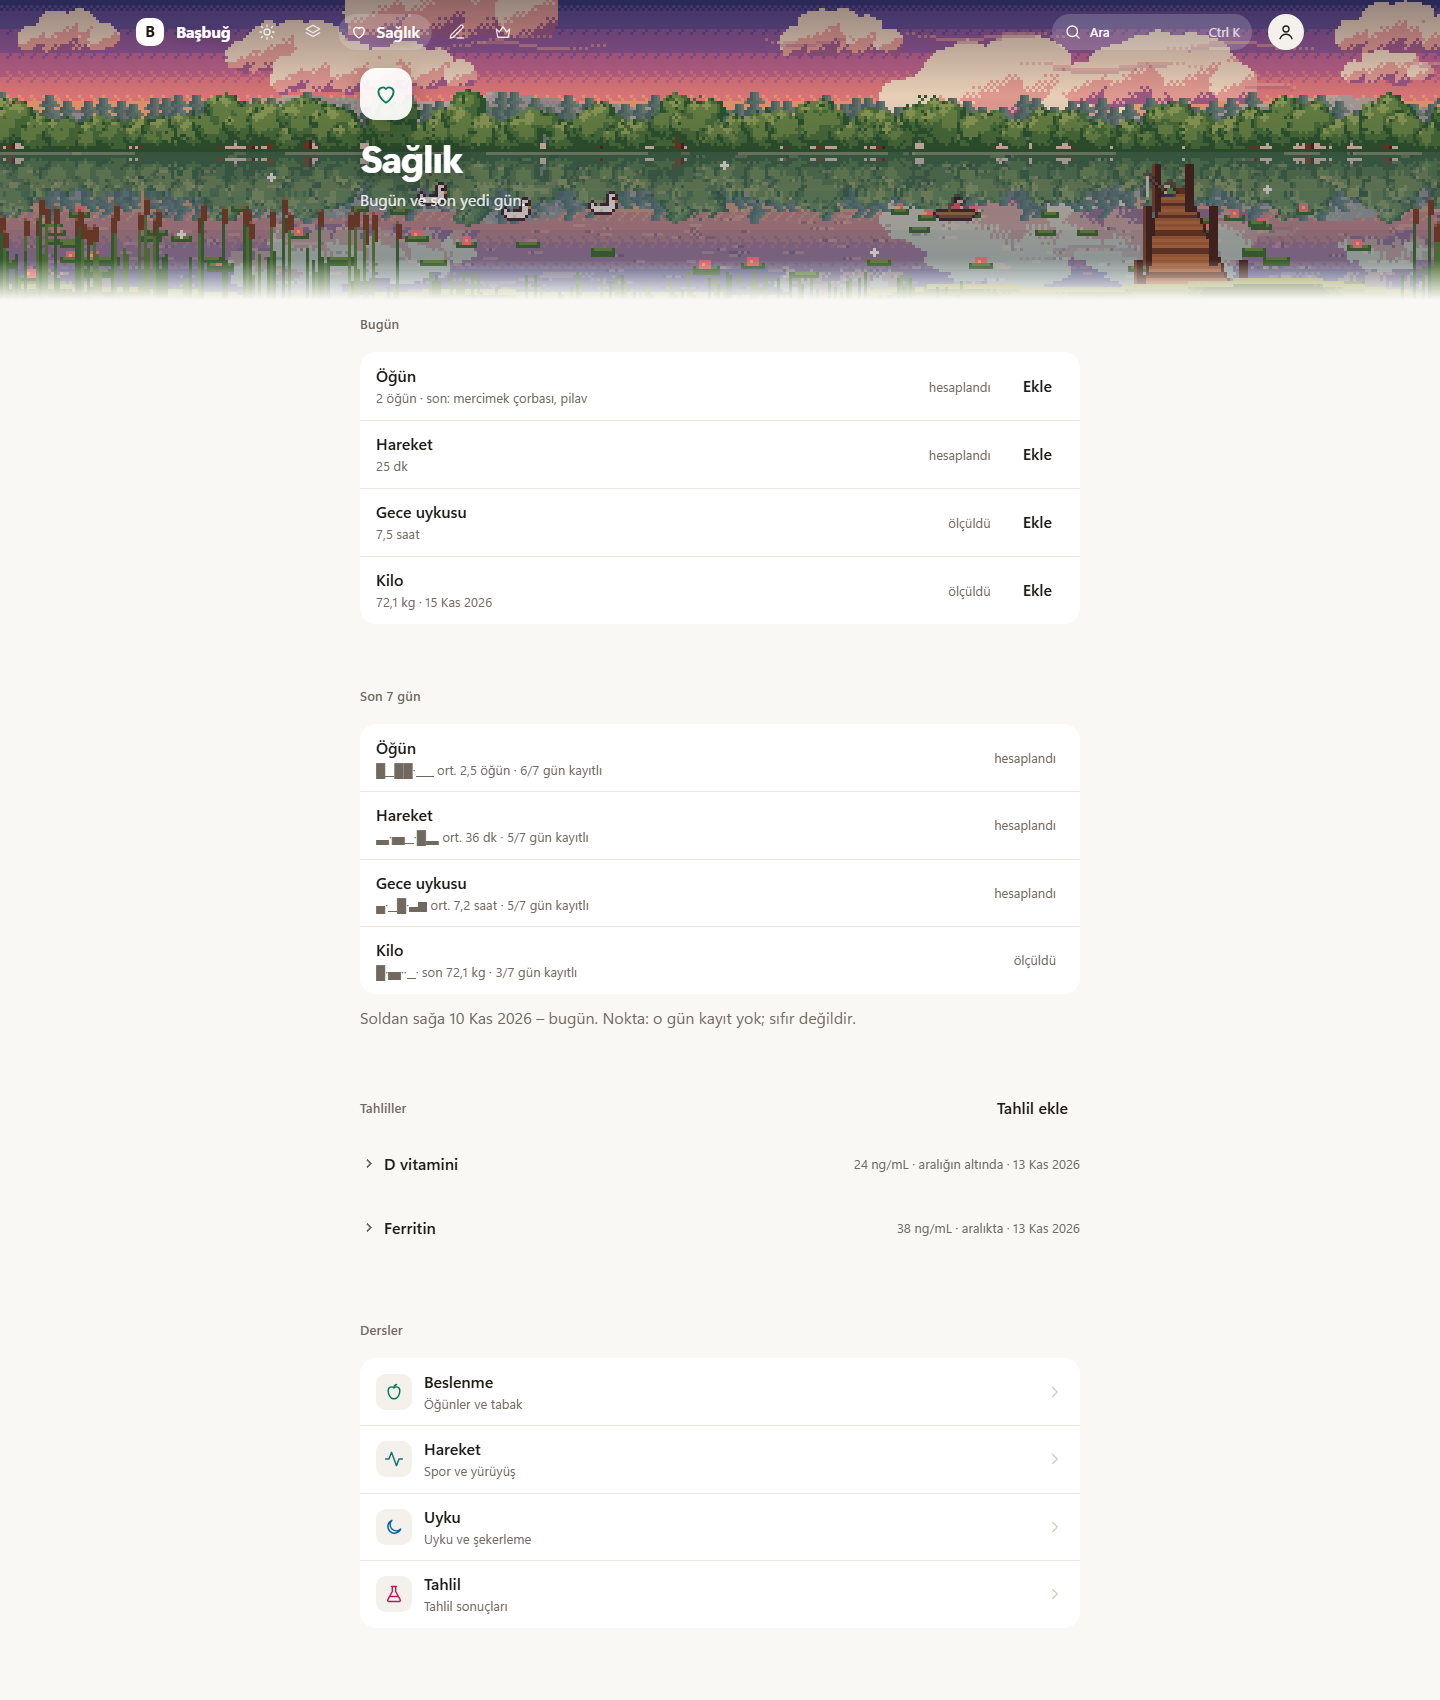 B Başbuğ Sağlık Ara Ctrl K
Sağlık
Bugün ve son yedi gün.
Bugün
Öğün
2 öğün · son: mercimek çorbası, pilav
hesaplandı Ekle
Hareket
25 dk
hesaplandı Ekle
Gece uykusu
7,5 saat
ölçüldü Ekle
Kilo
72,1 kg · 15 Kas 2026
ölçüldü Ekle
Son 7 gün
Öğün
█▁██·▁▁ ort. 2,5 öğün · 6/7 gün kayıtlı
hesaplandı
Hareket
▃·▅▁·█▃ ort. 36 dk · 5/7 gün kayıtlı
hesaplandı
Gece uykusu
▅·▁█·▄▆ ort. 7,2 saat · 5/7 gün kayıtlı
hesaplandı
Kilo
█·▅··▁· son 72,1 kg · 3/7 gün kayıtlı
ölçüldü
Soldan sağa 10 Kas 2026 – bugün. Nokta: o gün kayıt yok; sıfır değildir.
Tahliller Tahlil ekle
D vitamini 24 ng/mL · aralığın altında · 13 Kas 2026
Ferritin 38 ng/mL · aralıkta · 13 Kas 2026
Dersler
Beslenme
Öğünler ve tabak
Hareket
Spor ve yürüyüş
Uyku
Uyku ve şekerleme
Tahlil
Tahlil sonuçları